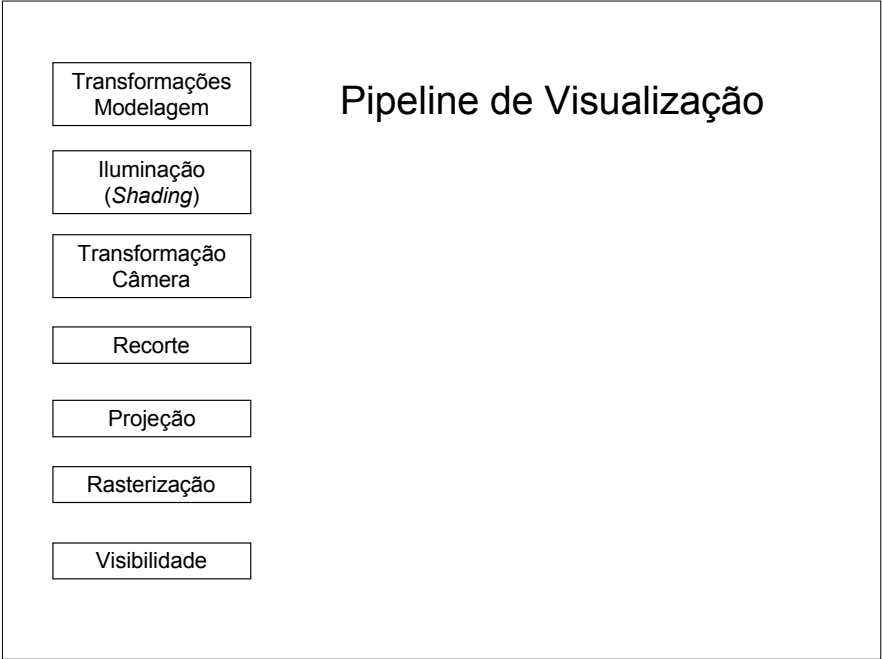 Pipeline de Visualização
Transformações
Modelagem
Iluminação
(Shading)
Transformação
Câmera
Recorte
Projeção
Rasterização
Visibilidade